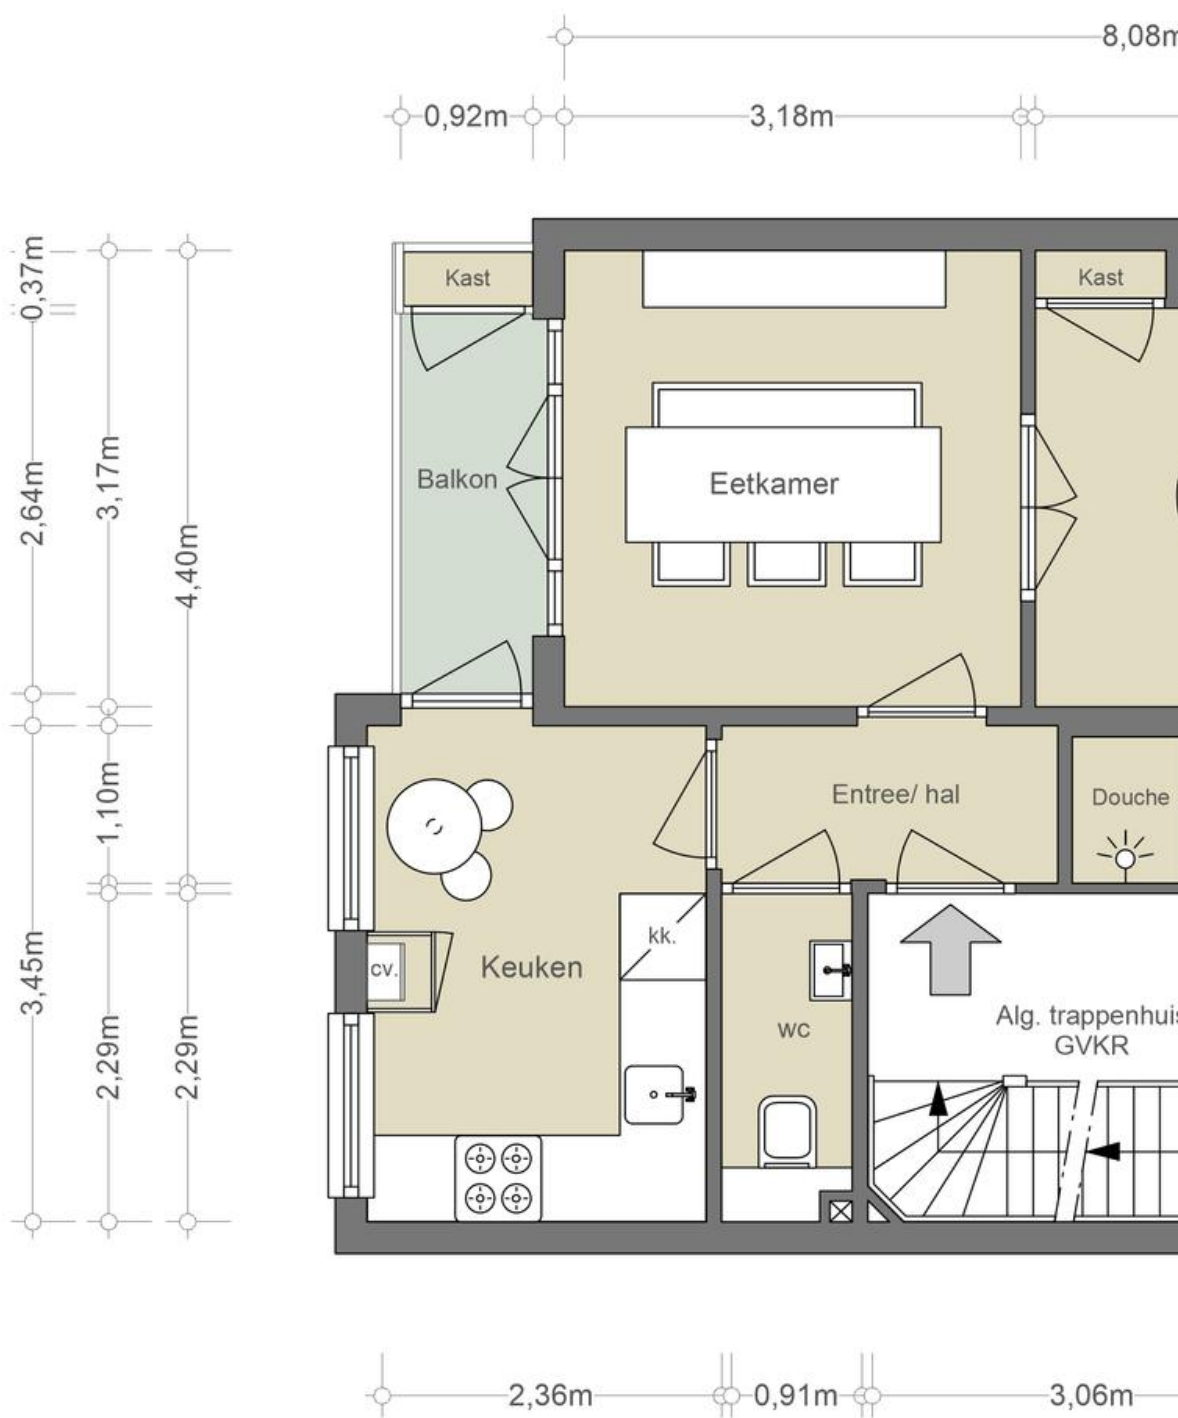 8,08m
0,92m
3,18m
0,37m
Kast
Kast
2,64m
3,17m
4,40m
Balkon
Eetkamer
1,10m
Entree/ hal
Douche
3,45m
kk.
cv.
Keuken
wc
Alg. trappenhuis
GVKR
2,29m
2,29m
2,36m
0,91m
3,06m